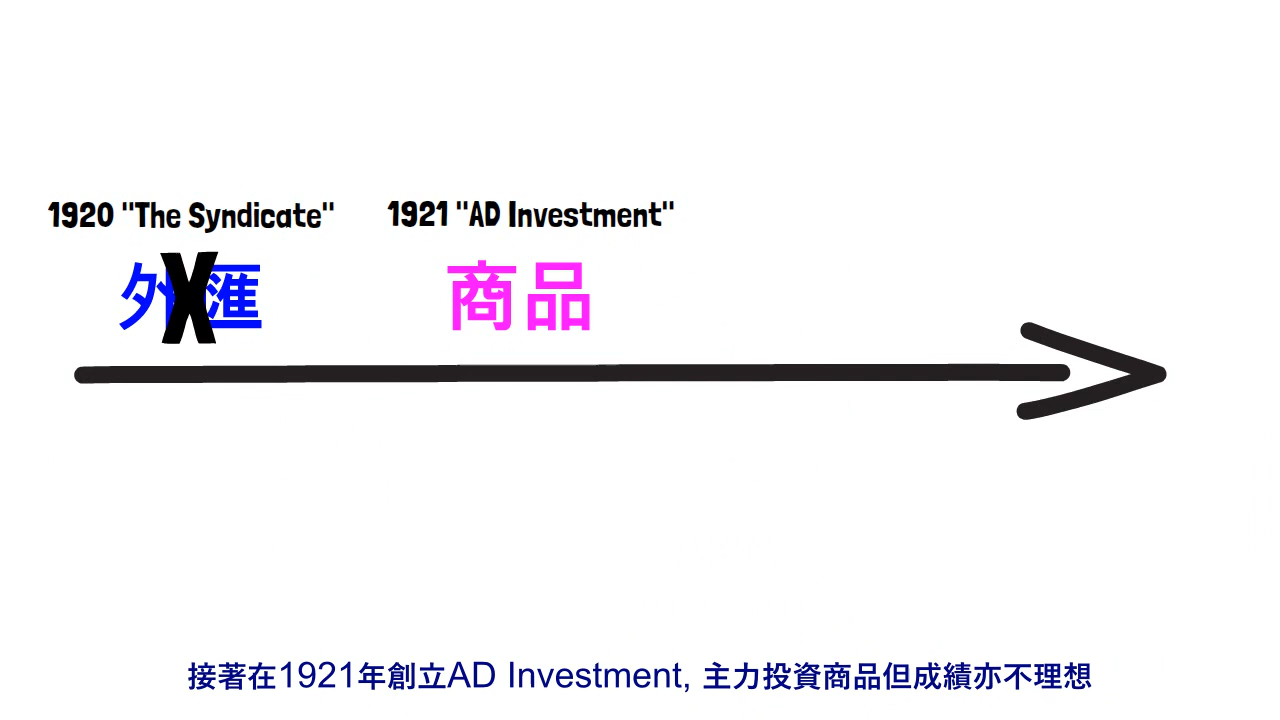 1920 "The Syndicate"
1921 "AD Investment"
外匯
X
商品
接著在1921年創立AD Investment, 主力投資商品但成績亦不理想